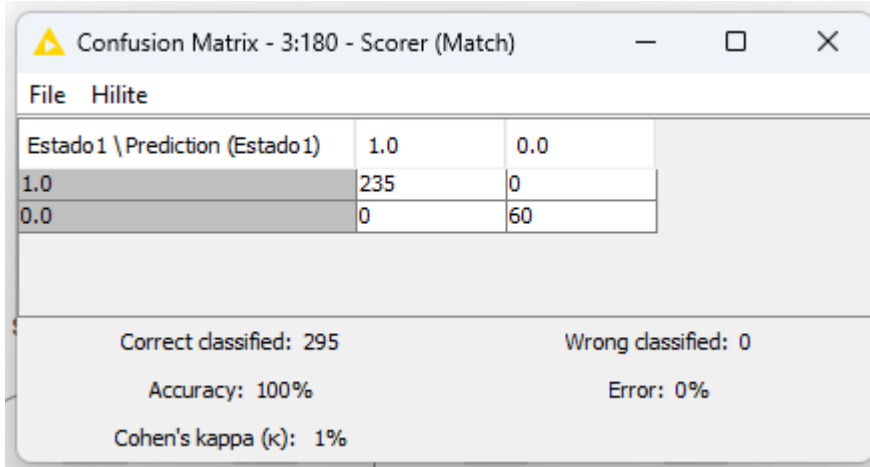 Confusion Matrix - 3:180 - Scorer (Match)
File Hilite
Estado1 \ Prediction (Estado1) 1.0 0.0
1.0 235 0
0.0 0 60
Correct classified: 295 Wrong classified: 0
Accuracy: 100% Error: 0%
Cohen's kappa (κ): 1%